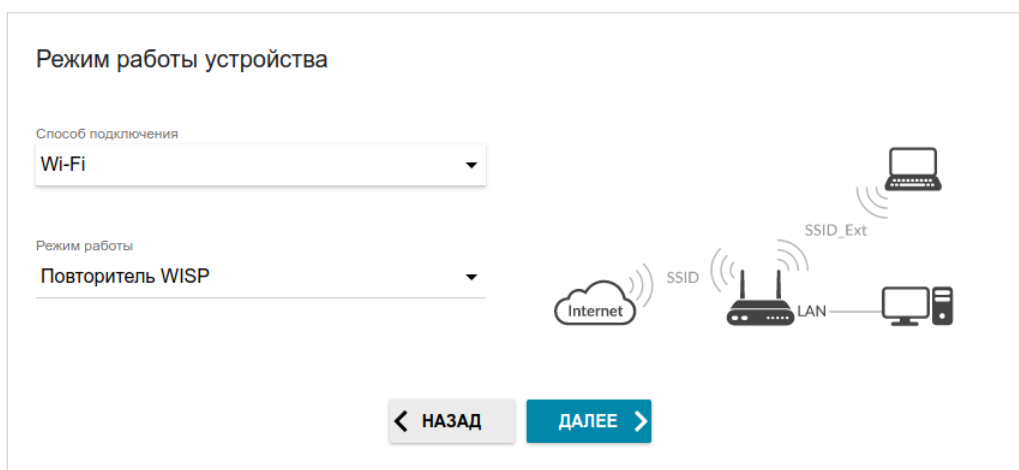 Режим работы устройства
Способ подключения
Wi-Fi
Режим работы
Повторитель WISP
SSID_Ext
SSID
Internet
LAN
НАЗАД
ДАЛЕЕ